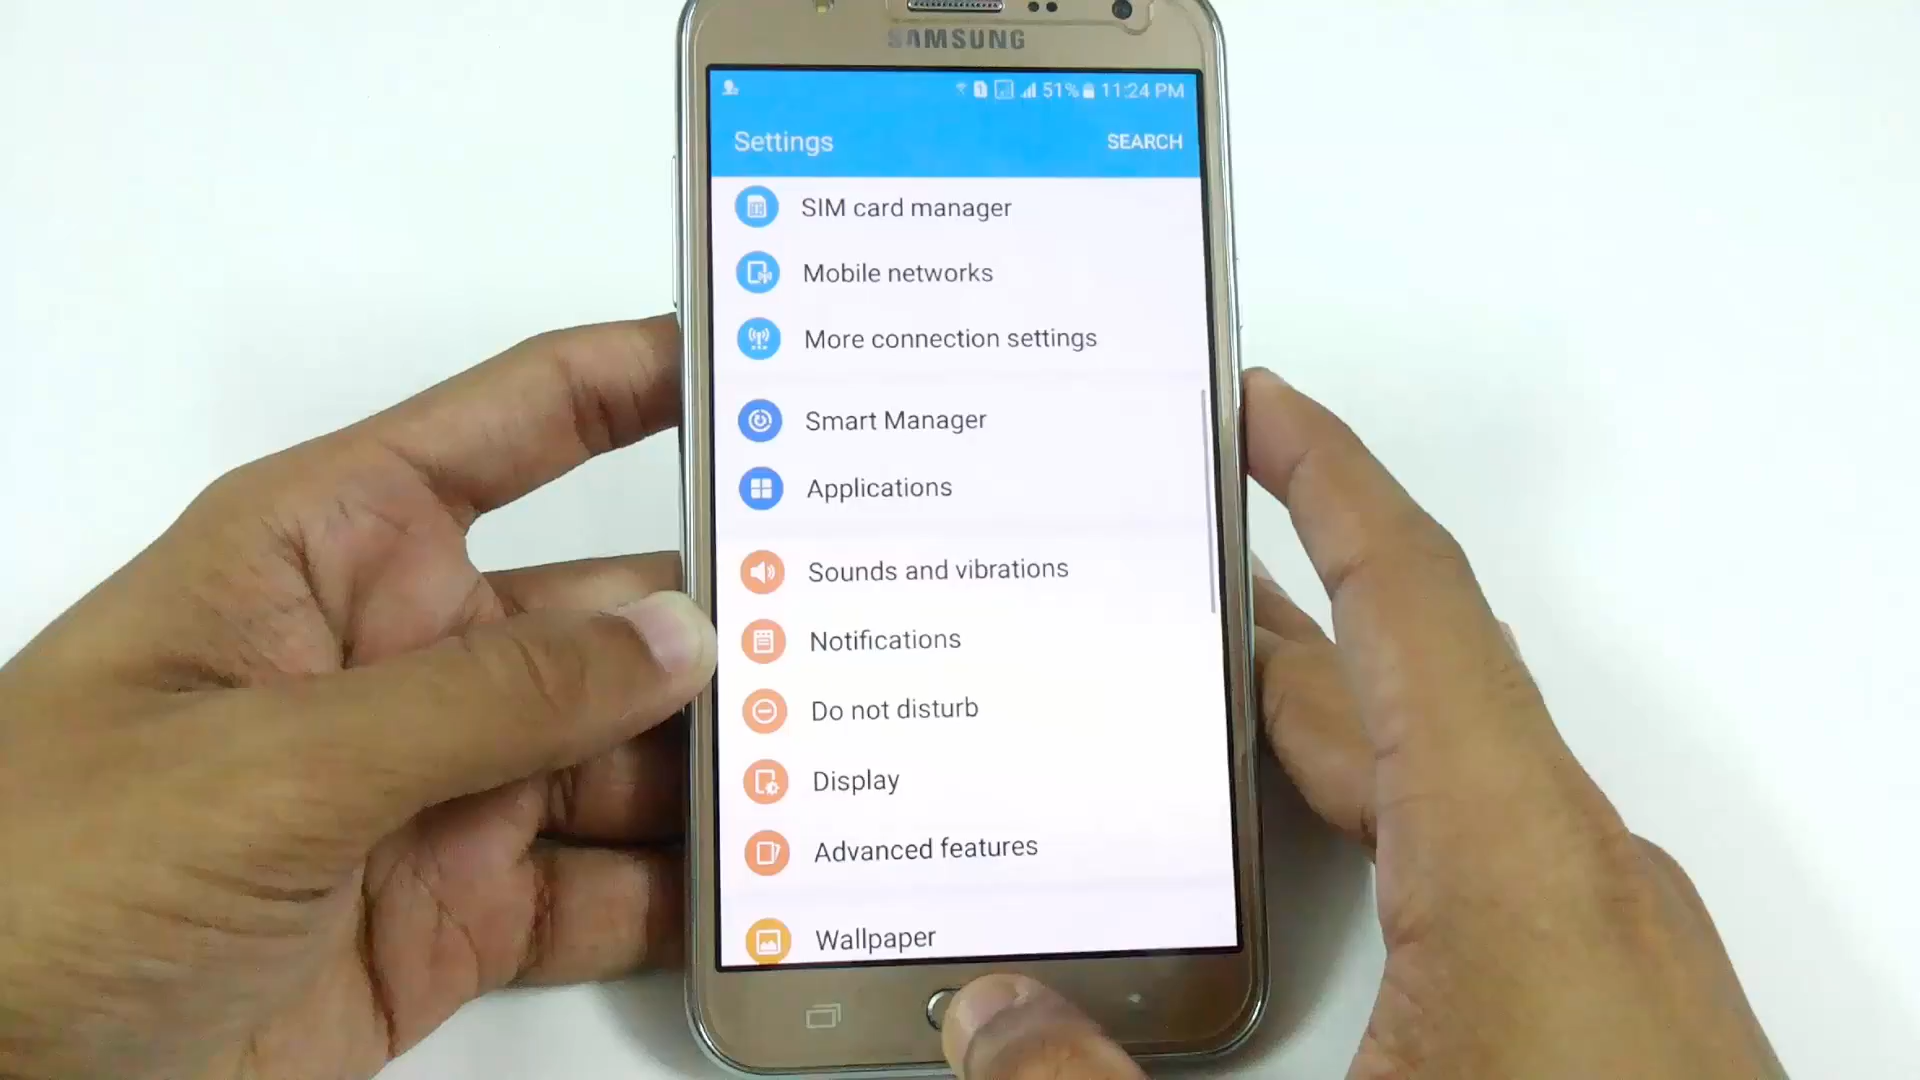 SAMSUNG
51% 11:24 PM
Settings SEARCH
SIM card manager
Mobile networks
More connection settings
Smart Manager
Applications
Sounds and vibrations
Notifications
Do not disturb
Display
Advanced features
Wallpaper